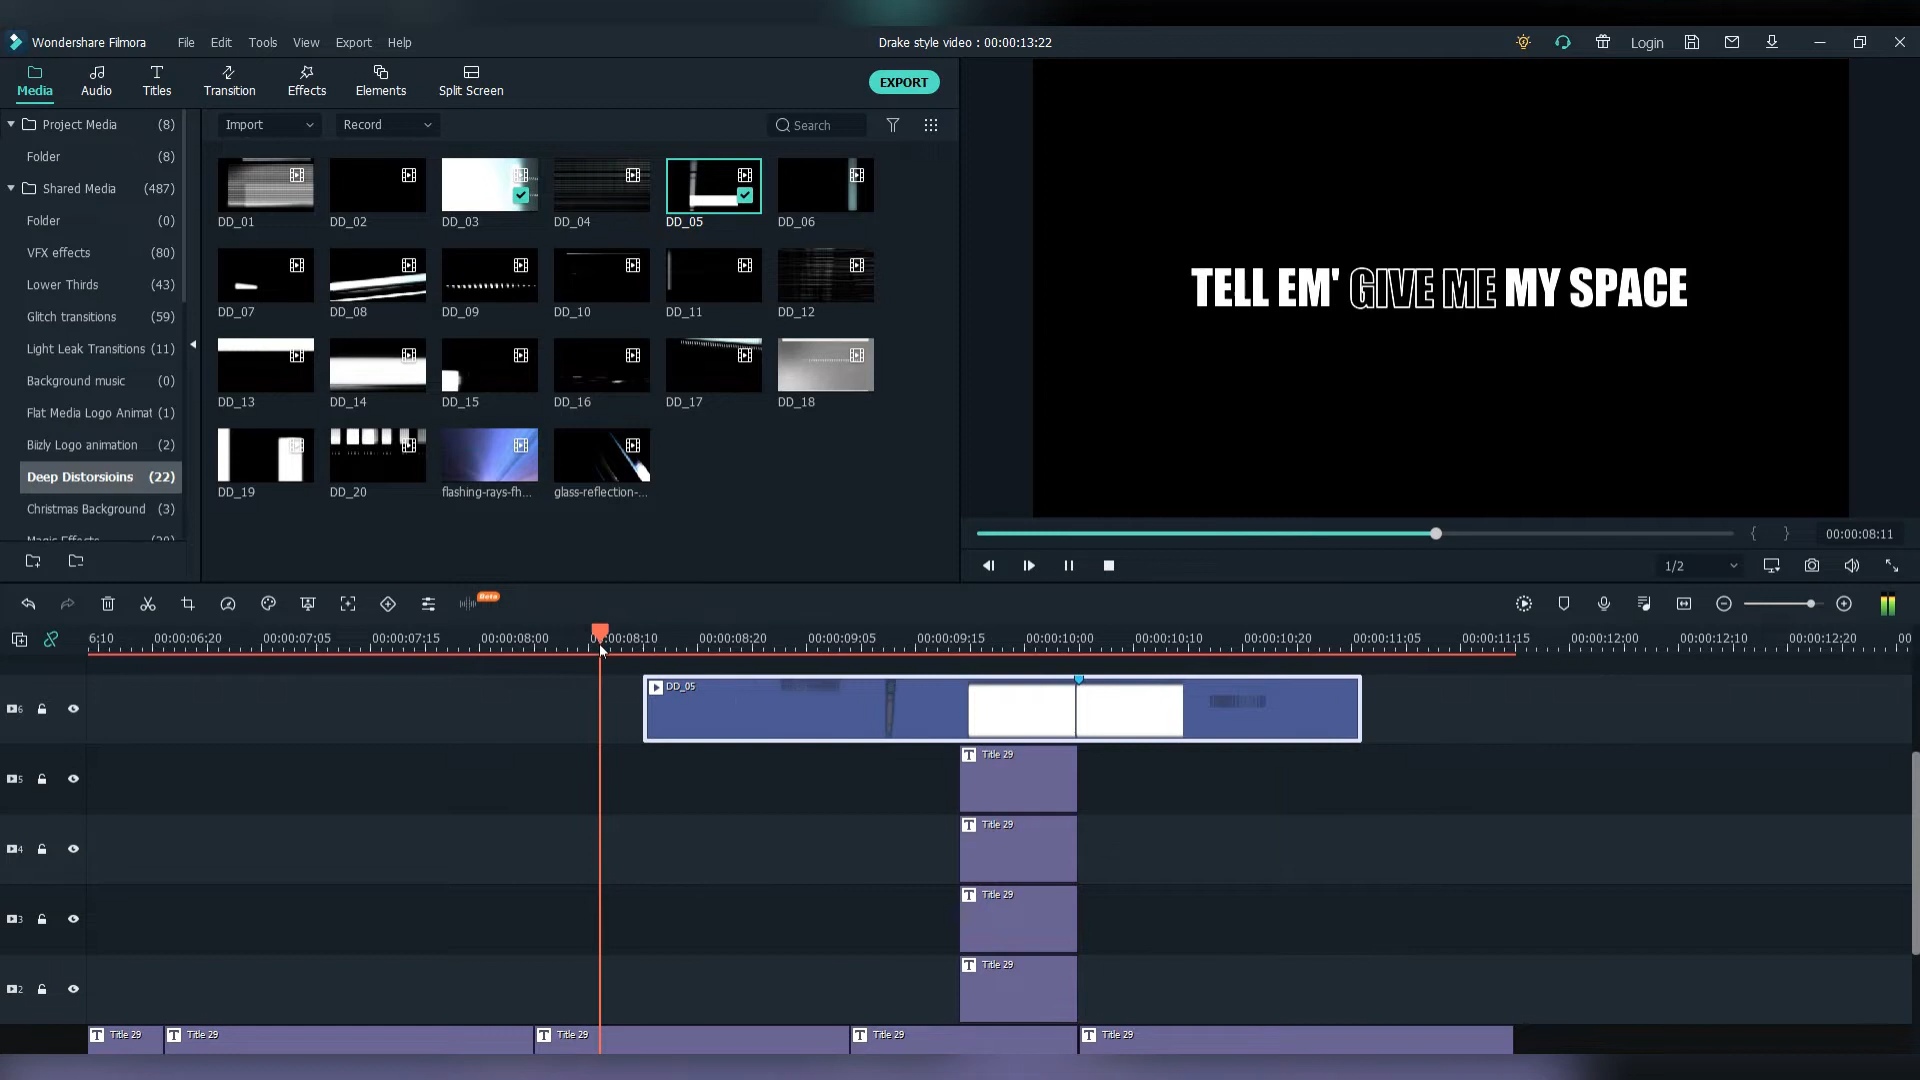 Wondershare Filmora File Edit Tools View Export Help Drake style video : 00:00:13:22 Login
Media Audio Titles Transition Effects Elements Split Screen EXPORT
Project Media (8)
Folder (8)
Shared Media (487)
Folder (0)
VFX effects (80)
Lower Thirds (43)
Glitch transitions (59)
Light Leak Transitions (11)
Background music (0)
Flat Media Logo Animat (1)
Biizly Logo animation (2)
Deep Distorsioins (22)
Christmas Background (3)
Import Record Search
DD_01 DD_02 DD_03 DD_04 DD_05 DD_06
DD_07 DD_08 DD_09 DD_10 DD_11 DD_12
DD_13 DD_14 DD_15 DD_16 DD_17 DD_18
DD_19 DD_20 flashing-rays-fh... glass-reflection-...
TELL EM' GIVE ME MY SPACE
{ } 00:00:08:11
1/2
Beta
6:10 00:00:06:20 00:00:07:05 00:00:07:15 00:00:08:00 00:00:08:10 00:00:08:20 00:00:09:05 00:00:09:15 00:00:10:00 00:00:10:10 00:00:10:20 00:00:11:05 00:00:11:15 00:00:12:00 00:00:12:10 00:00:12:20 00
6 DD_05
5 Title 29
4 Title 29
3 Title 29
2 Title 29
Title 29 Title 29 Title 29 Title 29 Title 29